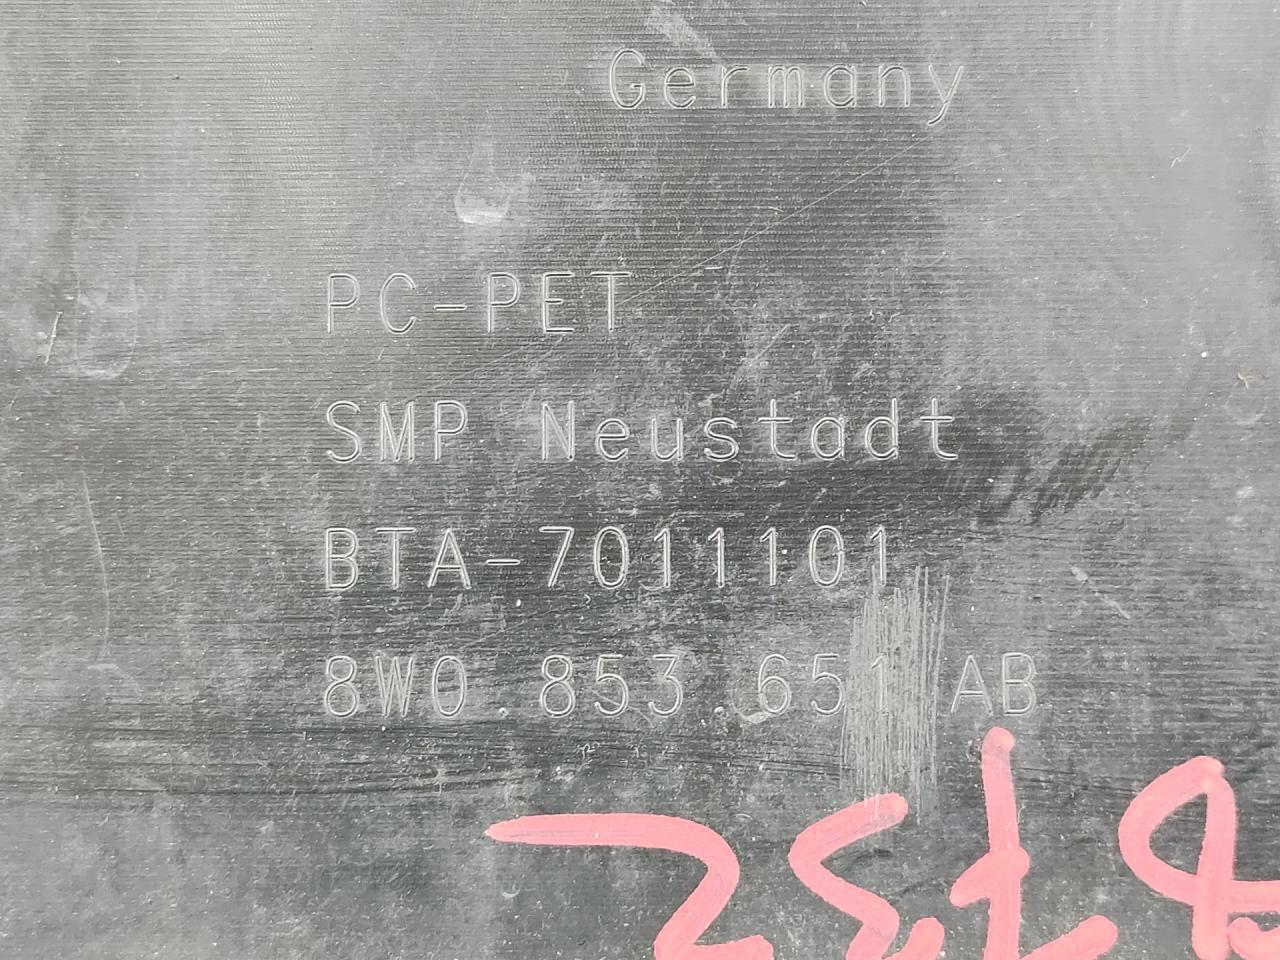 Germany
PC-PET
SMP Neustadt
BTA-7011101
8W0 853 651 AB